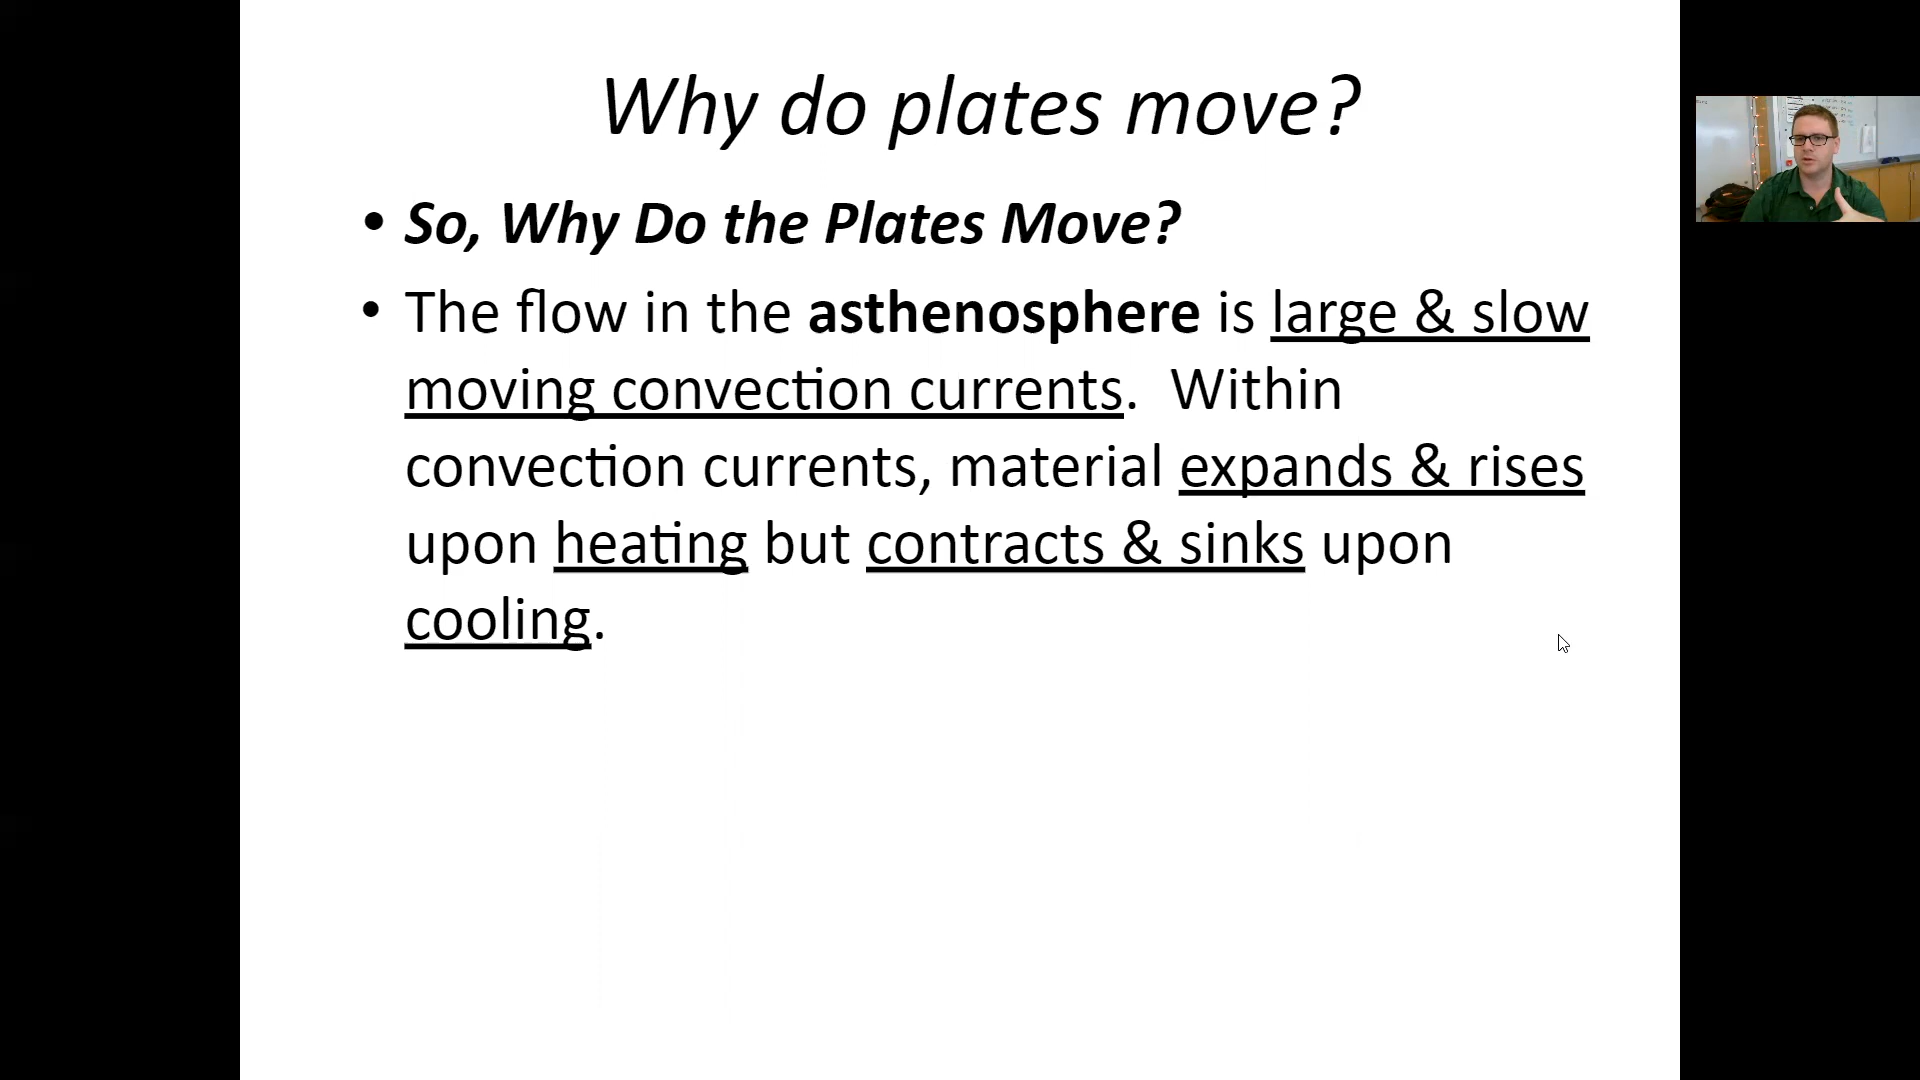 Why do plates move?
• So, Why Do the Plates Move?
• The flow in the asthenosphere is large & slow
moving convection currents.  Within
convection currents, material expands & rises
upon heating but contracts & sinks upon
cooling.